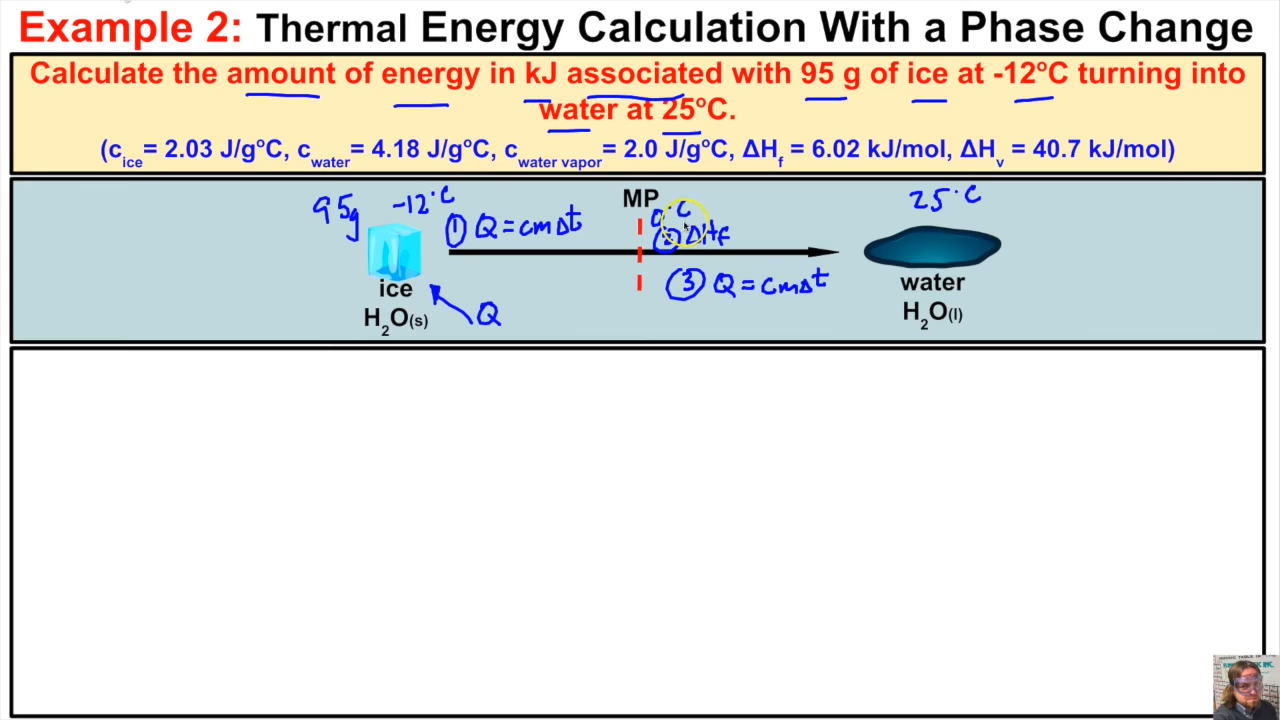 Example 2: Thermal Energy Calculation With a Phase Change
Calculate the amount of energy in kJ associated with 95 g of ice at -12°C turning into
water at 25°C.
(c_ice= 2.03 J/g°C, c_water= 4.18 J/g°C, c_water vapor= 2.0 J/g°C, ΔH_f = 6.02 kJ/mol, ΔH_v = 40.7 kJ/mol)
95g -12°C MP 25°C
① Q = cmΔt 0°C
② ΔHf
③ Q = cmΔt
ice water
H₂O(s) Q H₂O(l)